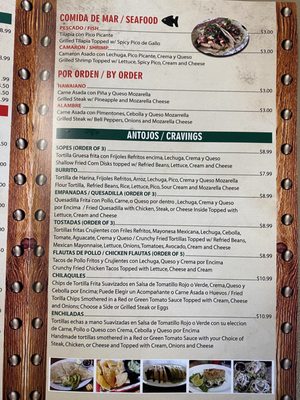 COMIDA DE MAR / SEAFOOD
PESCADO / FISH $3.00
Tilapia con Pico Picante
Grilled Tilapia Topped w/ Spicy Pico de Gallo
CAMARON / SHRIMP $3.00
Camaron Asado con Lechuga, Pico Picante, Crema y Queso
Grilled Shrimp Topped w/ Lettuce, Spicy Pico, Cream and Cheese
POR ORDEN / BY ORDER
HAWAIANO
Carne Asada con Piña y Queso Mozarella
Grilled Steak w/ Pineapple and Mozzarella Cheese
ALAMBRE
Carne Asada con Pimentones, Cebolla y Queso Mozarella
Grilled Steak w/ Bell Peppers, Onions and Mozzarella Cheese
ANTOJOS / CRAVINGS
SOPES (ORDER OF 3) $8.99
Tortilla Gruesa frita con Frijoles Refritos encima, Lechuga, Crema y Queso
Shallow Fried Corn Disks topped w/ Refried Beans, Lettuce, Cream and Cheese
BURRITO $8.99
Tortilla de Harina, Frijoles Refritos, Arroz, Lechuga, Pico, Crema y Queso Mozarella
Flour Tortilla, Refried Beans, Rice, Lettuce, Pico, Sour Cream and Mozarella Cheese
EMPANADAS / QUESADILLA (ORDER OF 3) $8.99
Quesadilla Frita con Pollo, Carne, o Queso por dentro, Lechuga, Crema y Queso
por Encima / Fried Quesadilla with Chicken, Steak, or Cheese Inside Topped with
Lettuce, Cream and Cheese
TOSTADAS (ORDER OF 3) $8.99
Tortillas fritas Crujientes con Friles Refritos, Mayonesa Mexicana, Lechuga, Cebolla,
Tomate, Aguacate, Crema y Queso / Crunchy Fried Tortillas Topped w/ Refried Beans,
Mexican Mayonnaise, Lettuce, Onions, Tomatoes, Avocado, Cream and Cheese
FLAUTAS DE POLLO / CHICKEN FLAUTAS (ORDER OF 5) $8.99
Tacos de Pollo Fritos y Crujientes con Lechuga, Queso y Crema por Encima
Crunchy Fried Chicken Tacos Topped with Lettuce, Cheese and Cream
CHILAQUILES $10.99
Chips de Tortilla Frita Suavizados en Salsa de Tomatillo Rojo o Verde, Crema, Queso y
Cebolla por Encima; Puede Elegir un Acompañante o Carne Asada o Huevos / Fried
Tortilla Chips Smothered in a Red or Green Tomato Sauce Topped with Cream, Cheese
and Onions; Choose a Side or Grilled Steak or Eggs
ENCHILADAS $10.99
Tortillas echas a mano Suavizadas en Salsa de Tomatillo Rojo o Verde con tu eleccion
de Carne, Pollo o Queso con Crema, Cebolla y Queso por Encima
Handmade tortillas smothered in a Red or Green Tomato Sauce with your Choice of
Steak, Chicken, or Cheese and Topped with Cream, Onions and Cheese